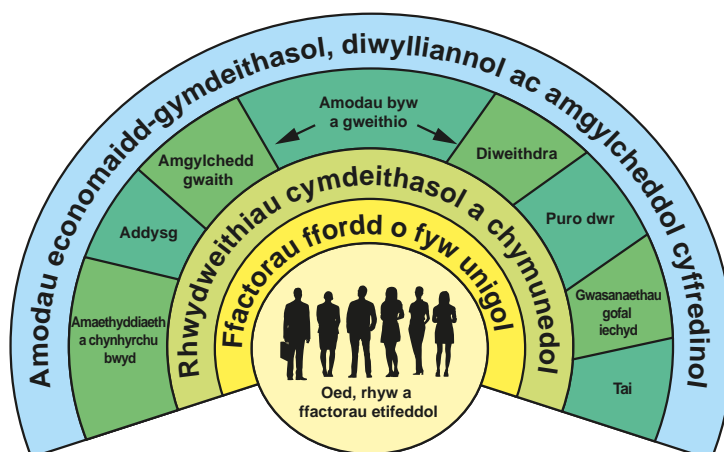 Amodau economaidd-gymdeithasol, diwylliannol ac amgylcheddol cyffredinol
Amodau byw
a gweithio
Amaethyddiaeth
a chynhyrchu
bwyd
Addysg
Amgylchedd
gwaith
Diweithdra
Puro dwr
Gwasanaethau
gofal
iechyd
Tai
Rhwydweithiau cymdeithasol a chymunedol
Ffactorau ffordd o fyw unigol
Oed, rhyw a
ffactorau etifeddol